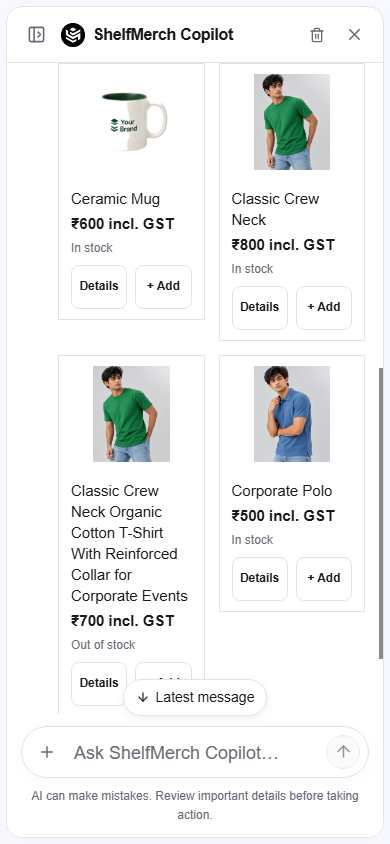 ShelfMerch Copilot
Your
Brand
Ceramic Mug
₹600 incl. GST
In stock
Details
+ Add
Classic Crew
Neck
₹800 incl. GST
In stock
Details
+ Add
Classic Crew
Neck Organic
Cotton T-Shirt
With Reinforced
Collar for
Corporate Events
₹700 incl. GST
Out of stock
Details
Corporate Polo
₹500 incl. GST
In stock
Details
+ Add
Latest message
Ask ShelfMerch Copilot…
AI can make mistakes. Review important details before taking
action.